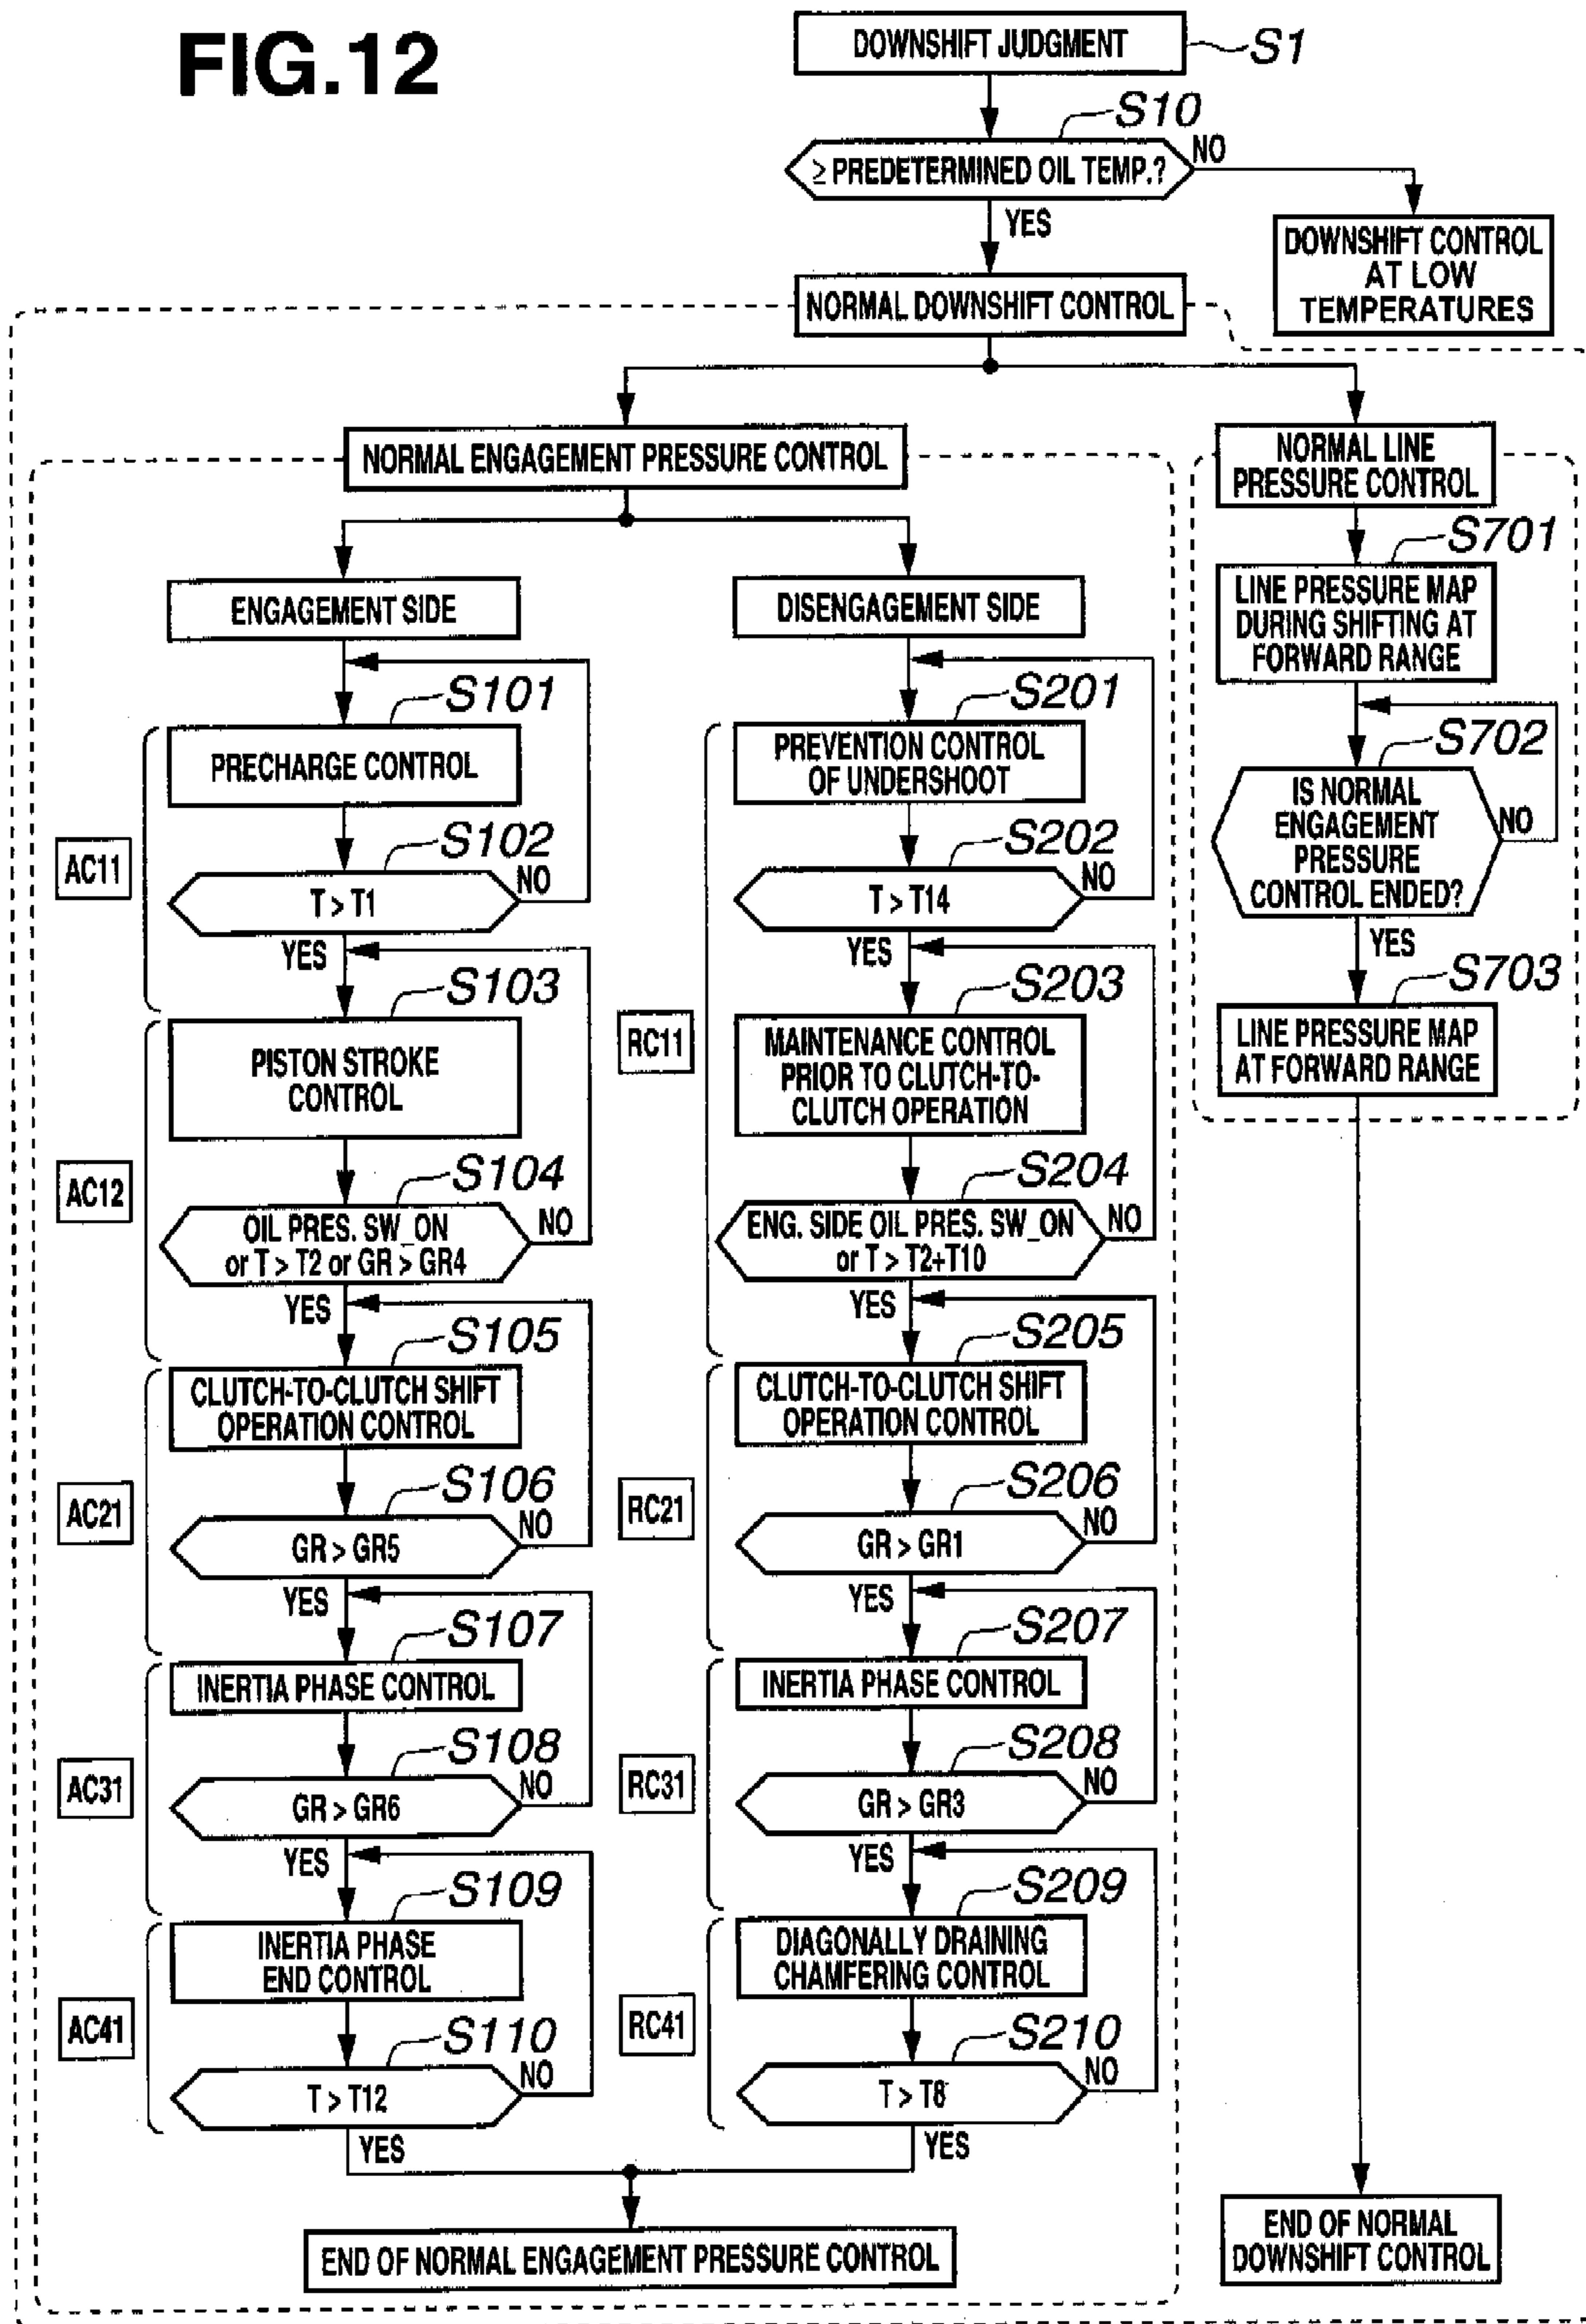 FIG.12
DOWNSHIFT JUDGMENT
S1
S10
≥ PREDETERMINED OIL TEMP.?
NO
YES
DOWNSHIFT CONTROL
AT LOW
TEMPERATURES
NORMAL DOWNSHIFT CONTROL
NORMAL ENGAGEMENT PRESSURE CONTROL
ENGAGEMENT SIDE
S101
PRECHARGE CONTROL
S102
T > T1
NO
YES
AC11
S103
PISTON STROKE
CONTROL
S104
OIL PRES. SW_ON
or T > T2 or GR > GR4
NO
YES
AC12
S105
CLUTCH-TO-CLUTCH SHIFT
OPERATION CONTROL
S106
GR > GR5
NO
YES
AC21
S107
INERTIA PHASE CONTROL
S108
GR > GR6
NO
YES
AC31
S109
INERTIA PHASE
END CONTROL
S110
T > T12
NO
YES
AC41
DISENGAGEMENT SIDE
S201
PREVENTION CONTROL
OF UNDERSHOOT
S202
T > T14
NO
YES
S203
MAINTENANCE CONTROL
PRIOR TO CLUTCH-TO-
CLUTCH OPERATION
RC11
S204
ENG. SIDE OIL PRES. SW_ON
or T > T2+T10
NO
YES
S205
CLUTCH-TO-CLUTCH SHIFT
OPERATION CONTROL
S206
GR > GR1
NO
YES
RC21
S207
INERTIA PHASE CONTROL
S208
GR > GR3
NO
YES
RC31
S209
DIAGONALLY DRAINING
CHAMFERING CONTROL
S210
T > T8
NO
YES
RC41
END OF NORMAL ENGAGEMENT PRESSURE CONTROL
NORMAL LINE
PRESSURE CONTROL
S701
LINE PRESSURE MAP
DURING SHIFTING AT
FORWARD RANGE
S702
IS NORMAL
ENGAGEMENT
PRESSURE
CONTROL ENDED?
NO
YES
S703
LINE PRESSURE MAP
AT FORWARD RANGE
END OF NORMAL
DOWNSHIFT CONTROL